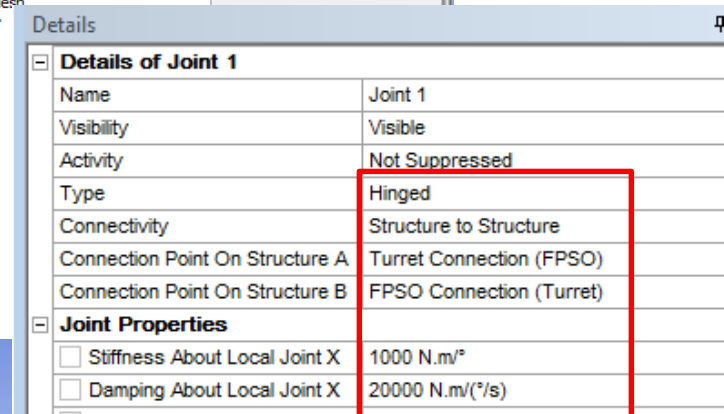 Details
Details of Joint 1
Name Joint 1
Visibility Visible
Activity Not Suppressed
Type Hinged
Connectivity Structure to Structure
Connection Point On Structure A Turret Connection (FPSO)
Connection Point On Structure B FPSO Connection (Turret)
Joint Properties
Stiffness About Local Joint X 1000 N.m/°
Damping About Local Joint X 20000 N.m/(°/s)